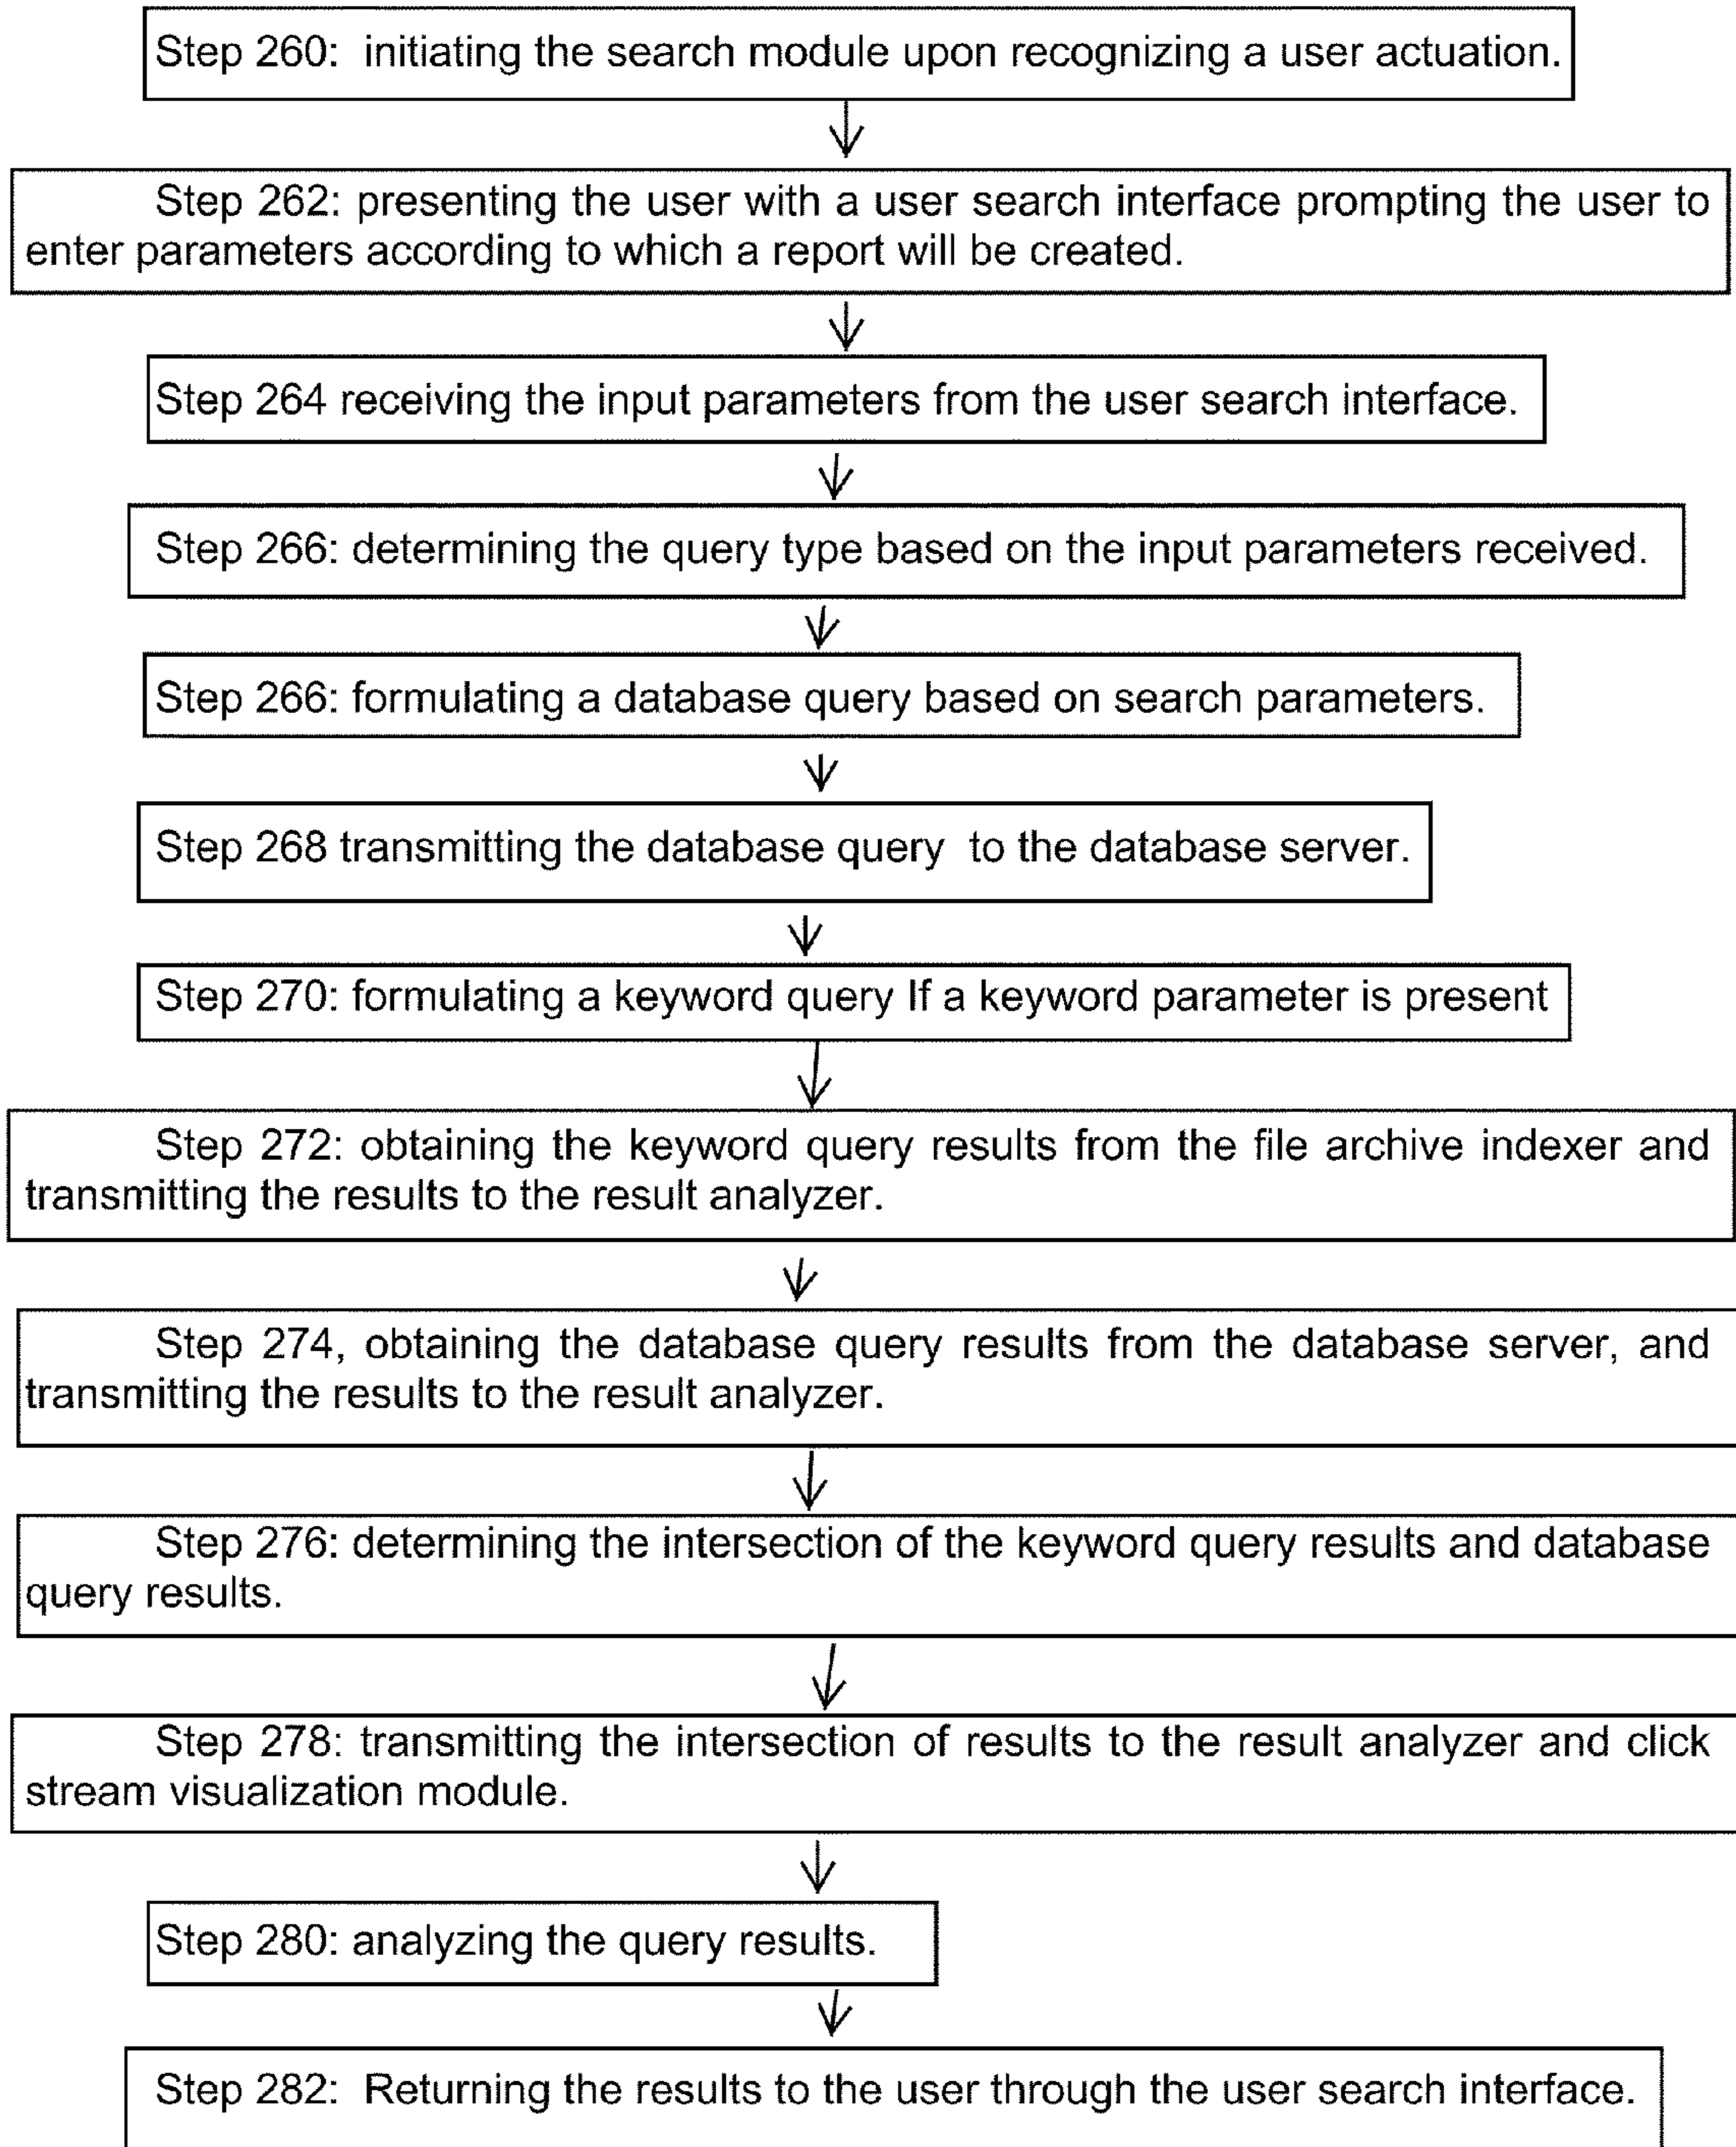 Step 260:  initiating the search module upon recognizing a user actuation.
Step 262: presenting the user with a user search interface prompting the user to
enter parameters according to which a report will be created.
Step 264 receiving the input parameters from the user search interface.
Step 266: determining the query type based on the input parameters received.
Step 266: formulating a database query based on search parameters.
Step 268 transmitting the database query  to the database server.
Step 270: formulating a keyword query If a keyword parameter is present
Step 272: obtaining the keyword query results from the file archive indexer and
transmitting the results to the result analyzer.
Step 274, obtaining the database query results from the database server, and
transmitting the results to the result analyzer.
Step 276: determining the intersection of the keyword query results and database
query results.
Step 278: transmitting the intersection of results to the result analyzer and click
stream visualization module.
Step 280: analyzing the query results.
Step 282:  Returning the results to the user through the user search interface.